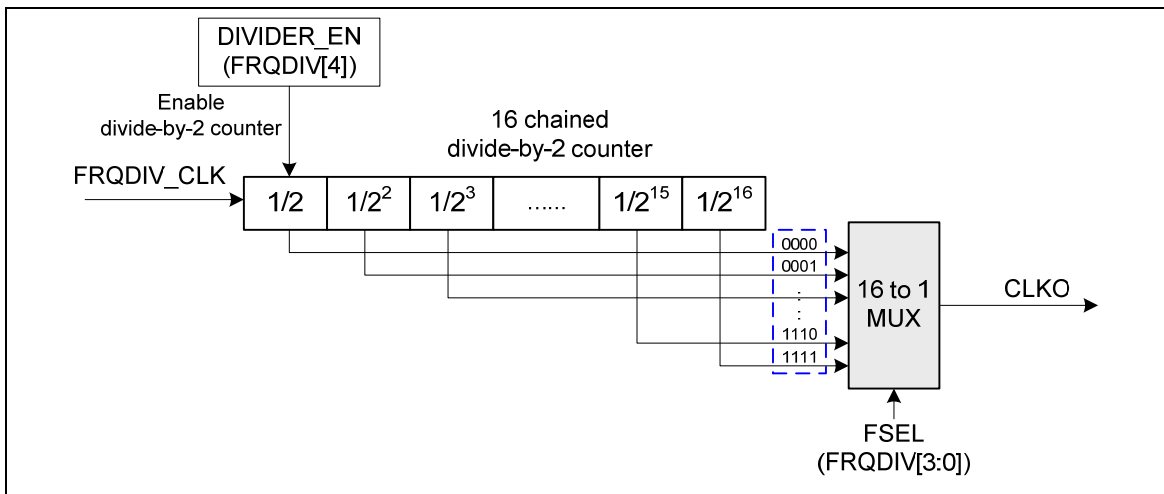 DIVIDER_EN
(FRQDIV[4])
Enable
divide-by-2 counter
16 chained
divide-by-2 counter
FRQDIV_CLK
1/2 1/2² 1/2³ ...... 1/2¹⁵ 1/2¹⁶
0000
0001
:
:
1110
1111
16 to 1
MUX
CLKO
FSEL
(FRQDIV[3:0])